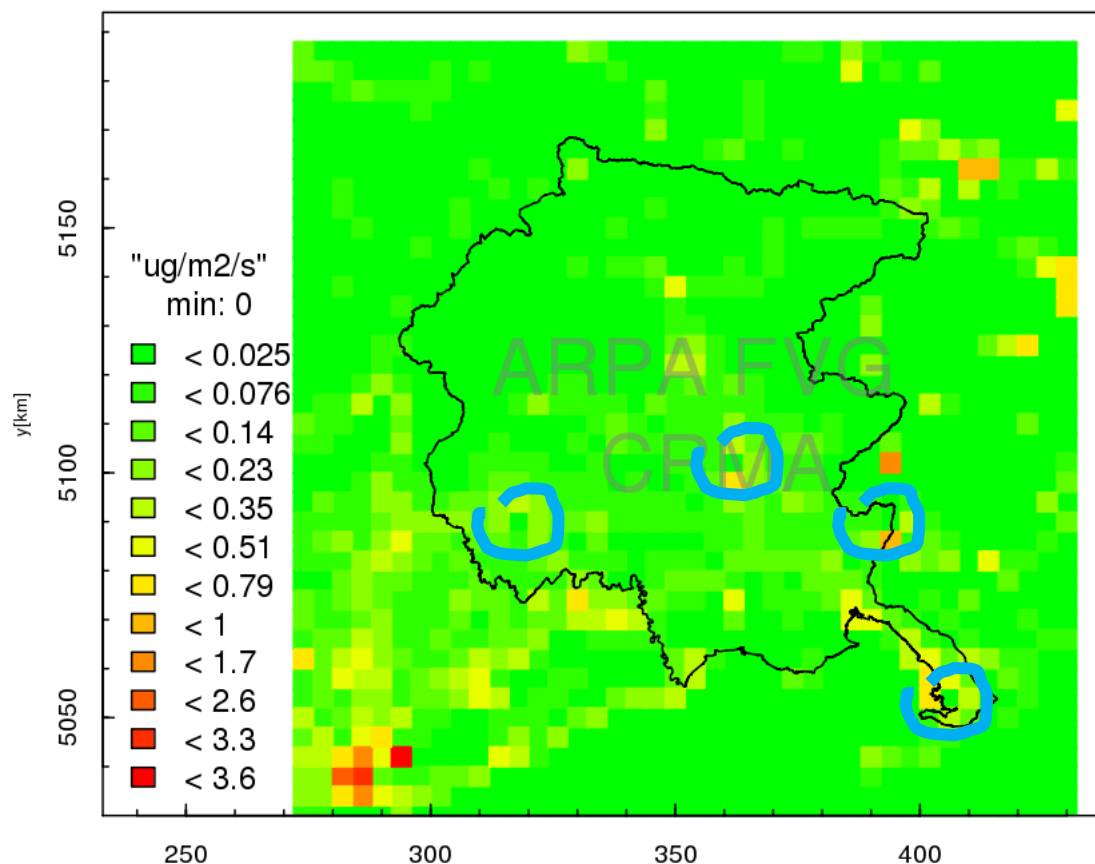 5150
5100
5050
y[km]
"ug/m2/s"
min: 0
< 0.025
< 0.076
< 0.14
< 0.23
< 0.35
< 0.51
< 0.79
< 1
< 1.7
< 2.6
< 3.3
< 3.6
ARPA FVG
CRMA
250 300 350 400